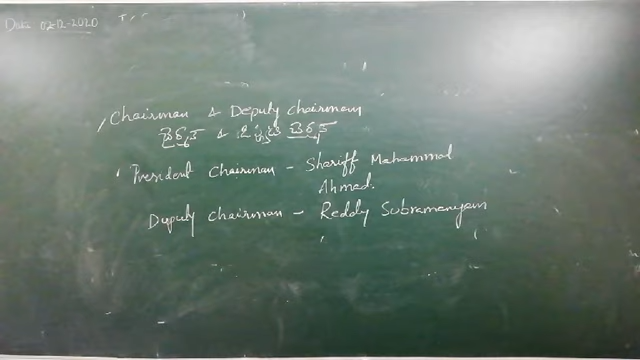 Date 02-12-2020
Chairman & Deputy Chairman
&
President Chairman - Shariff Mahammad
Ahmad.
Deputy Chairman - Reddy Subramanyam